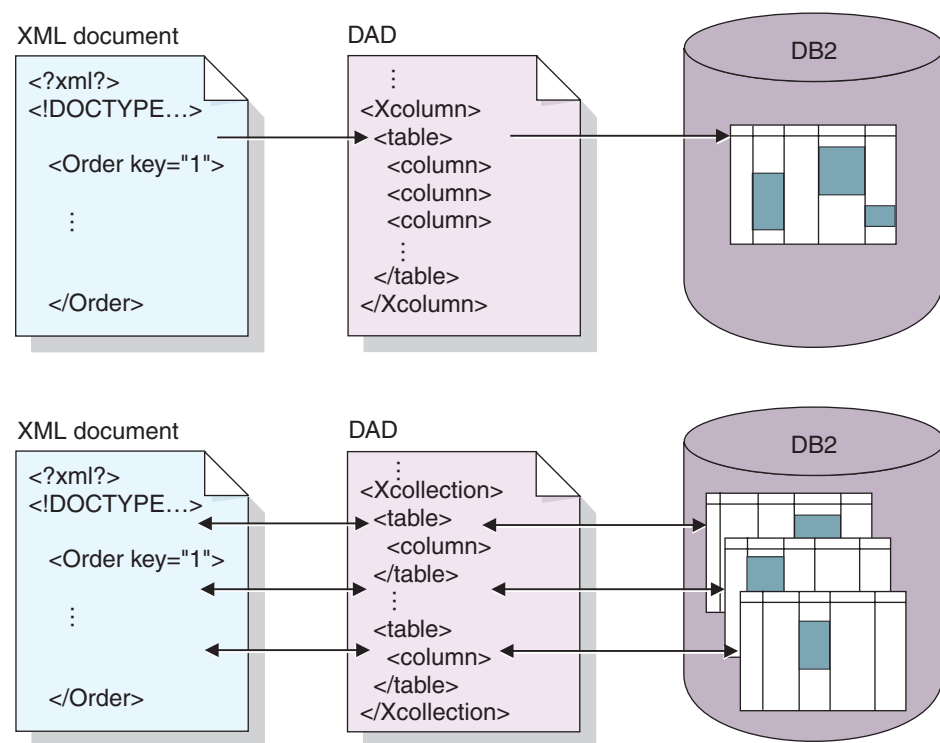 XML document
<?xml?>
<!DOCTYPE…>
<Order key="1">
⋮
</Order>
DAD
⋮
<Xcolumn>
<table>
<column>
<column>
<column>
⋮
</table>
</Xcolumn>
DB2
XML document
<?xml?>
<!DOCTYPE…>
<Order key="1">
⋮
</Order>
DAD
⋮
<Xcollection>
<table>
<column>
</table>
⋮
<table>
<column>
</table>
</Xcollection>
DB2